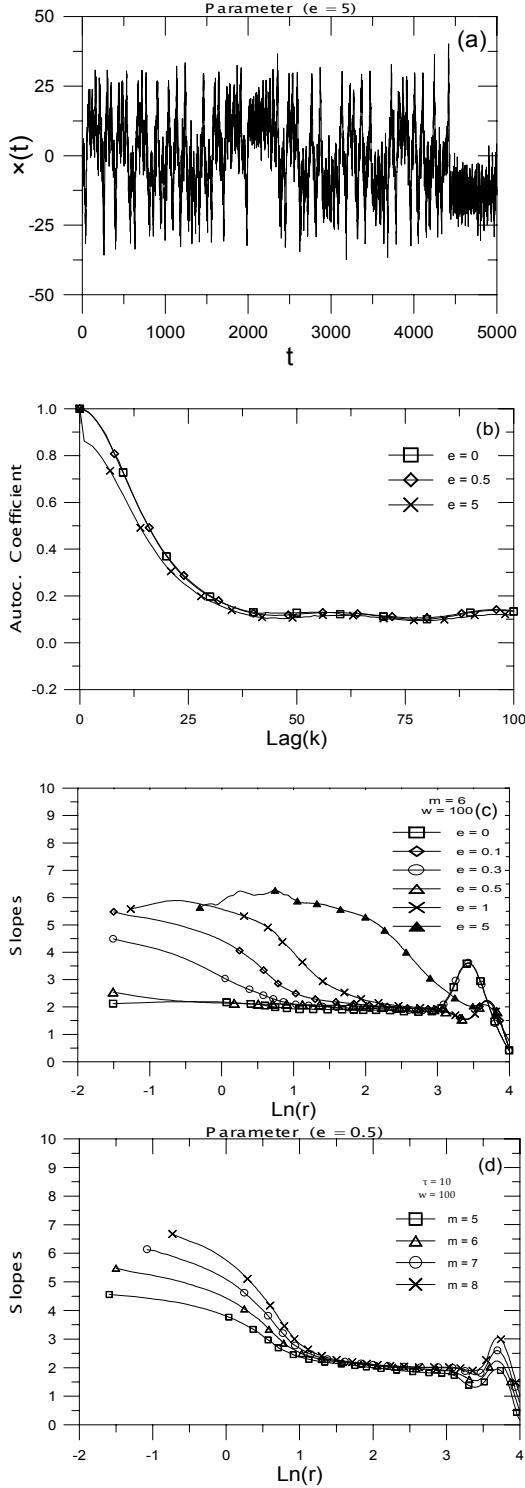 Parameter (e = 5)
(a)
50
25
0
-25
-50
x(t)
0 1000 2000 3000 4000 5000
t
(b)
1.0
0.8
0.6
0.4
0.2
0.0
-0.2
Autoc. Coefficient
e = 0
e = 0.5
e = 5
0 25 50 75 100
Lag(k)
m = 6
w = 100
(c)
10
9
8
7
6
5
4
3
2
1
0
Slopes
e = 0
e = 0.1
e = 0.3
e = 0.5
e = 1
e = 5
-2 -1 0 1 2 3 4
Ln(r)
Parameter (e = 0.5)
(d)
10
9
8
7
6
5
4
3
2
1
0
Slopes
τ = 10
w = 100
m = 5
m = 6
m = 7
m = 8
-2 -1 0 1 2 3 4
Ln(r)